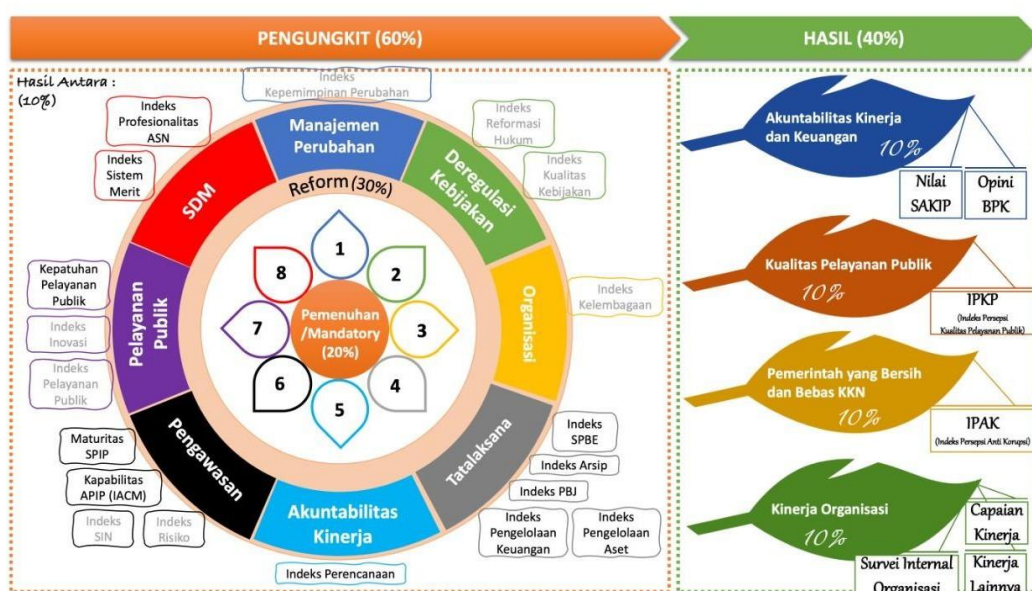 PENGUNGKIT (60%)
HASIL (40%)
Hasil Antara :
(10%)
Indeks
Kepemimpinan Perubahan
Indeks
Profesionalitas
ASN
Indeks
Sistem
Merit
Manajemen
Perubahan
Indeks
Reformasi
Hukum
Indeks
Kualitas
Kebijakan
SDM
Reform (30%)
Deregulasi
Kebijakan
Kepatuhan
Pelayanan
Publik
Indeks
Inovasi
Indeks
Pelayanan
Publik
Pelayanan
Publik
1
2
3
4
5
6
7
8
Pemenuhan
/Mandatory
(20%)
Organisasi
Indeks
Kelembagaan
Maturitas
SPIP
Kapabilitas
APIP (IACM)
Indeks
SIN
Indeks
Risiko
Pengawasan
Akuntabilitas
Kinerja
Indeks Perencanaan
Tatalaksana
Indeks
SPBE
Indeks Arsip
Indeks PBJ
Indeks
Pengelolaan
Keuangan
Indeks
Pengelolaan
Aset
Akuntabilitas Kinerja
dan Keuangan
10%
Nilai
SAKIP
Opini
BPK
Kualitas Pelayanan Publik
10%
IPKP
(Indeks Persepsi
Kualitas Pelayanan Publik)
Pemerintah yang Bersih
dan Bebas KKN
10%
IPAK
(Indeks Persepsi Anti Korupsi)
Kinerja Organisasi
10%
Capaian
Kinerja
Survei Internal
Organisasi
Kinerja
Lainnya